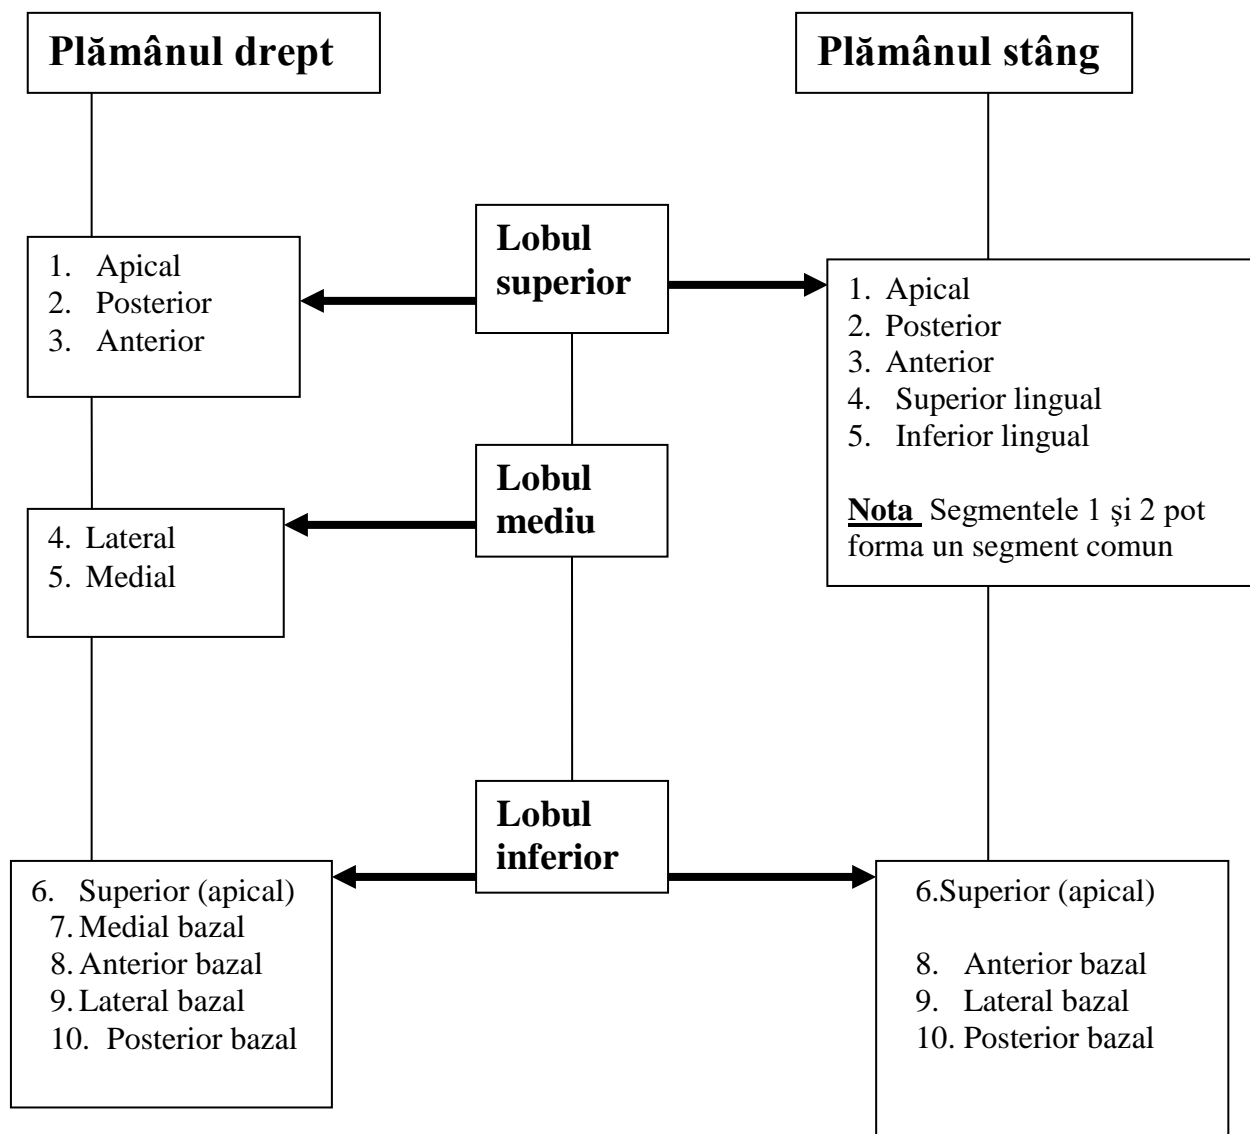 Plămânul drept
Plămânul stâng
Lobul
superior
1. Apical
2. Posterior
3. Anterior
1. Apical
2. Posterior
3. Anterior
4. Superior lingual
5. Inferior lingual
Nota Segmentele 1 şi 2 pot
forma un segment comun
Lobul
mediu
4. Lateral
5. Medial
Lobul
inferior
6. Superior (apical)
7. Medial bazal
8. Anterior bazal
9. Lateral bazal
10. Posterior bazal
6.Superior (apical)
8. Anterior bazal
9. Lateral bazal
10. Posterior bazal